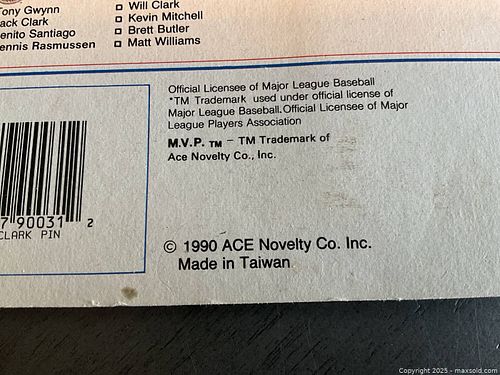 Tony Gwynn
Jack Clark
Benito Santiago
Dennis Rasmussen
Will Clark
Kevin Mitchell
Brett Butler
Matt Williams
Official Licensee of Major League Baseball
*TM Trademark used under official license of
Major League Baseball. Official Licensee of Major
League Players Association
M.V.P. TM – TM Trademark of
Ace Novelty Co., Inc.
7 90031 2
CLARK PIN
© 1990 ACE Novelty Co. Inc.
Made in Taiwan
Copyright 2025 - maxsold.com